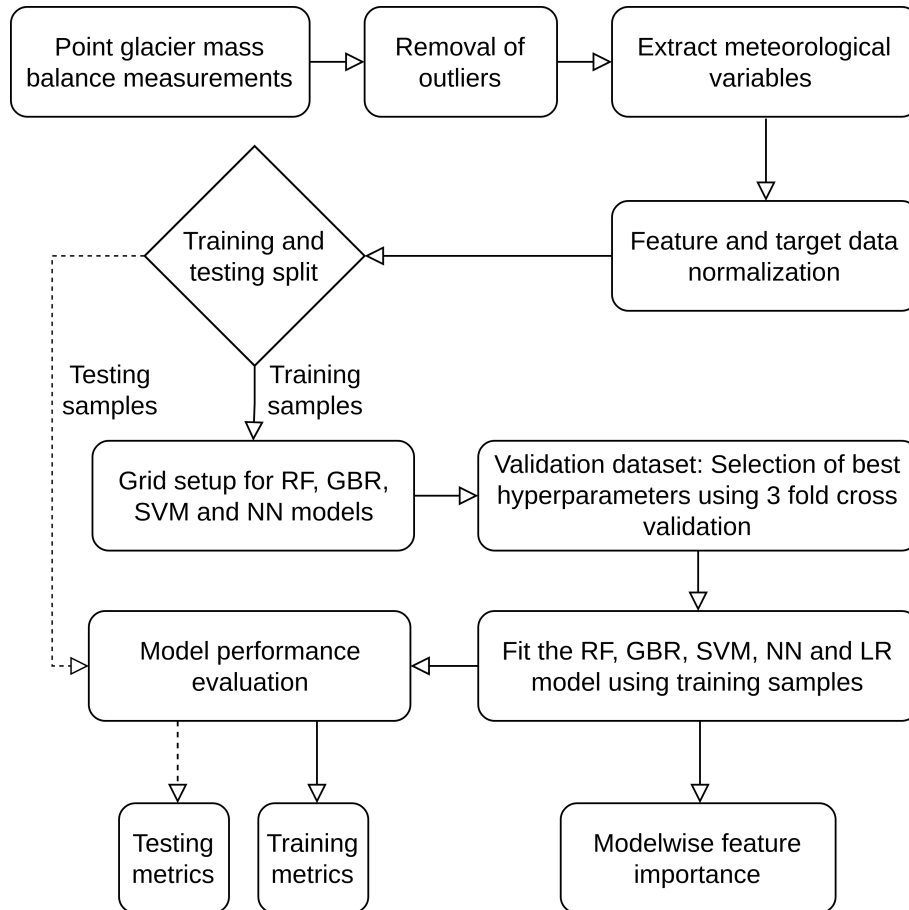 Point glacier mass
balance measurements
Removal of
outliers
Extract meteorological
variables
Training and
testing split
Feature and target data
normalization
Testing
samples
Training
samples
Grid setup for RF, GBR,
SVM and NN models
Validation dataset: Selection of best
hyperparameters using 3 fold cross
validation
Model performance
evaluation
Fit the RF, GBR, SVM, NN and LR
model using training samples
Testing
metrics
Training
metrics
Modelwise feature
importance